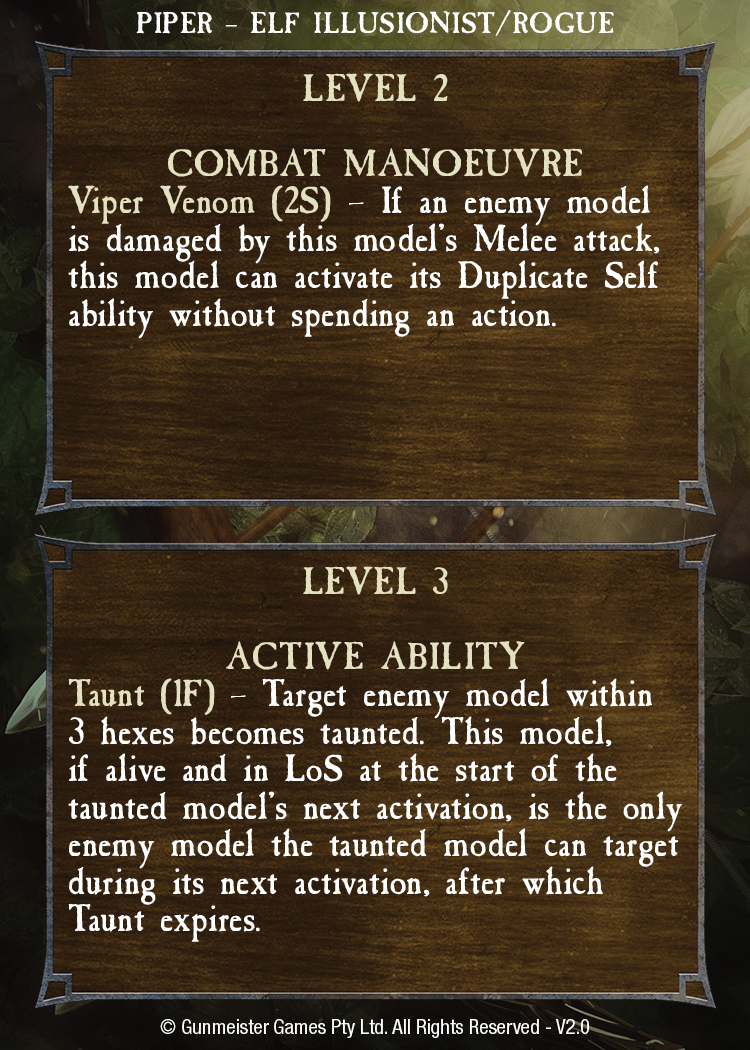 PIPER – ELF ILLUSIONIST/ROGUE
LEVEL 2
COMBAT MANOEUVRE
Viper Venom (2S) – If an enemy model
is damaged by this model's Melee attack,
this model can activate its Duplicate Self
ability without spending an action.
LEVEL 3
ACTIVE ABILITY
Taunt (1F) – Target enemy model within
3 hexes becomes taunted. This model,
if alive and in LoS at the start of the
taunted model's next activation, is the only
enemy model the taunted model can target
during its next activation, after which
Taunt expires.
© Gunmeister Games Pty Ltd. All Rights Reserved - V2.0